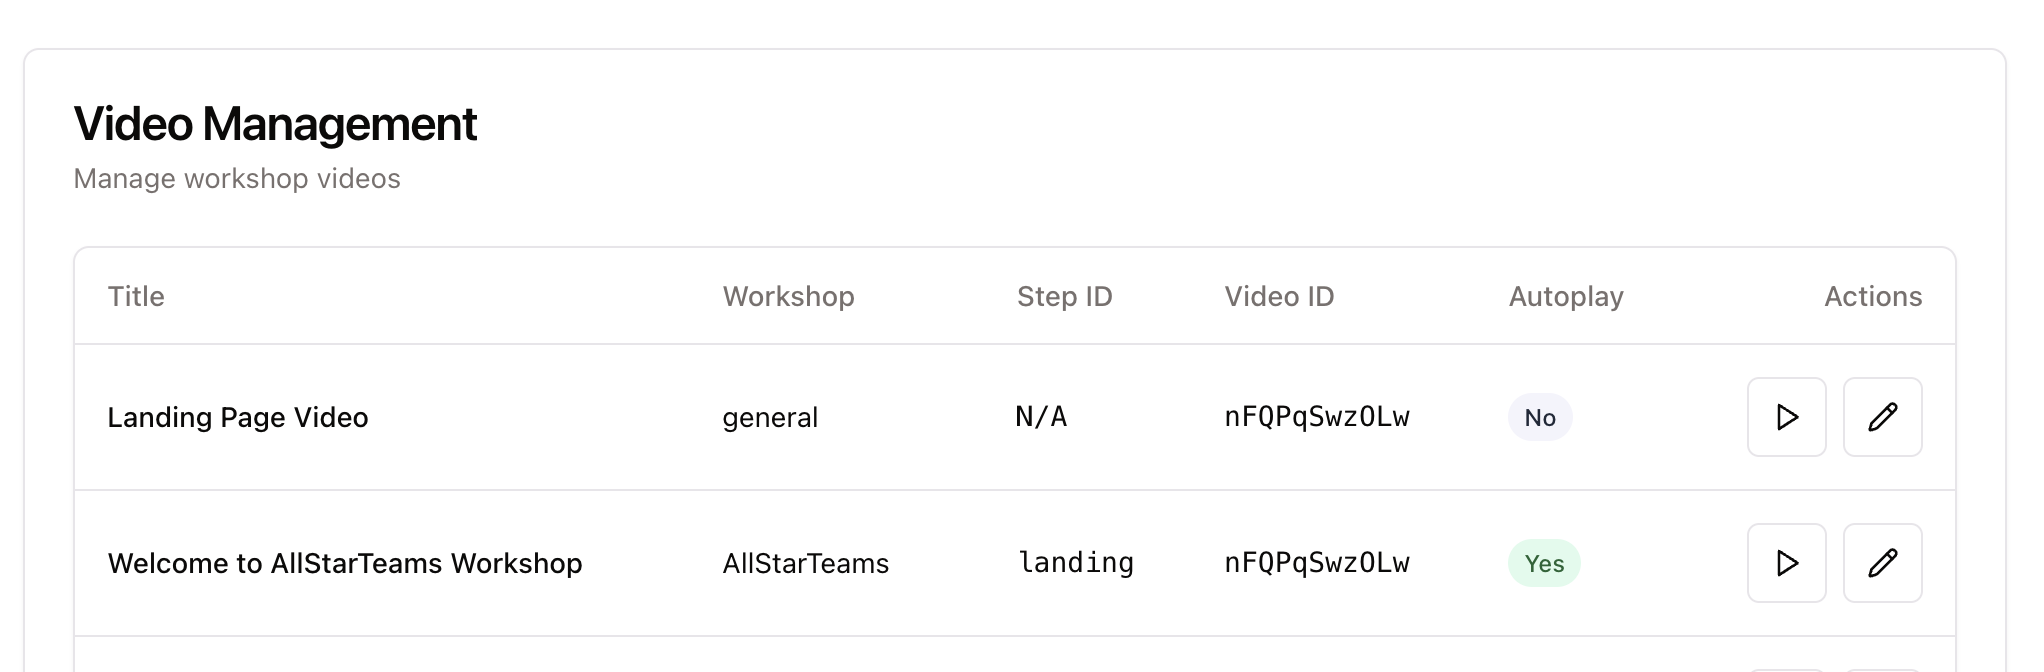 Video Management
Manage workshop videos
Title Workshop Step ID Video ID Autoplay Actions
Landing Page Video general N/A nFQPqSwzOLw No
Welcome to AllStarTeams Workshop AllStarTeams landing nFQPqSwzOLw Yes